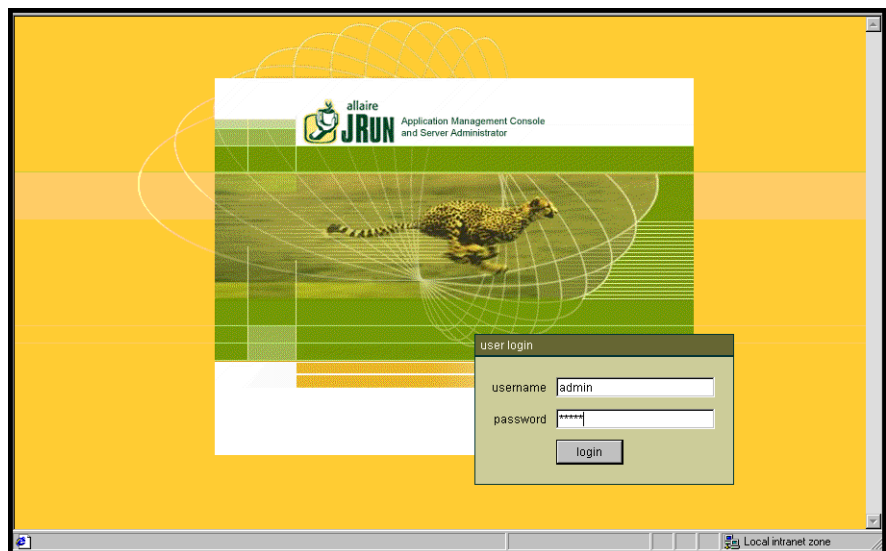 allaire
JRUN
Application Management Console
and Server Administrator
user login
username admin
password *****
login
Local intranet zone